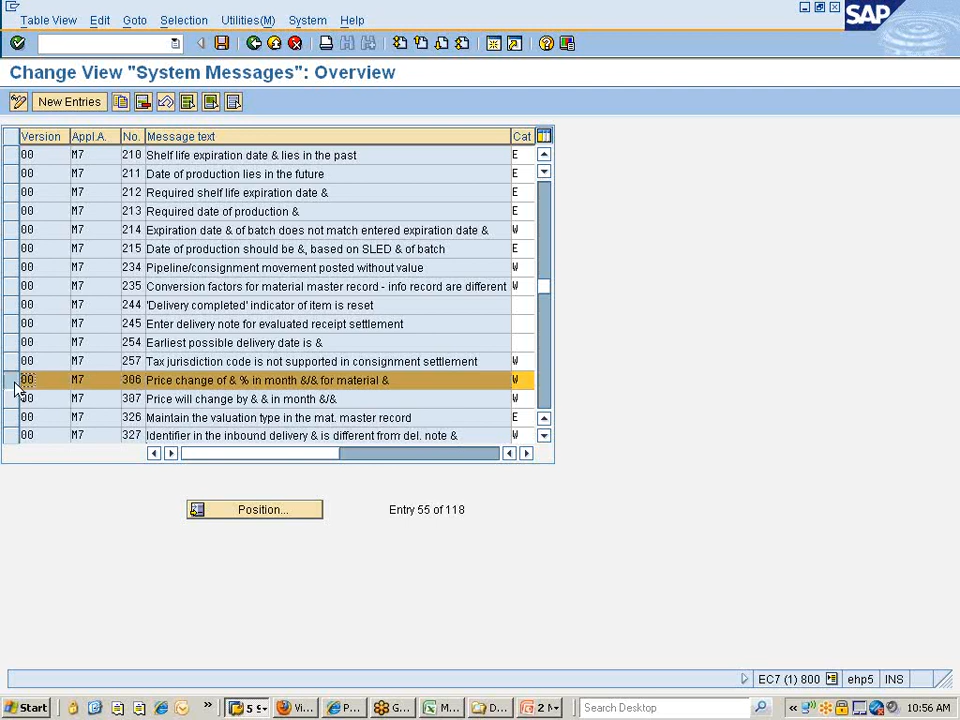 Table View Edit Goto Selection Utilities(M) System Help
SAP
Change View "System Messages": Overview
New Entries
Version Appl.A. No. Message text Cat
00 M7 210 Shelf life expiration date & lies in the past E
00 M7 211 Date of production lies in the future E
00 M7 212 Required shelf life expiration date & E
00 M7 213 Required date of production & E
00 M7 214 Expiration date & of batch does not match entered expiration date & W
00 M7 215 Date of production should be &, based on SLED & of batch E
00 M7 234 Pipeline/consignment movement posted without value W
00 M7 235 Conversion factors for material master record - info record are different W
00 M7 244 'Delivery completed' indicator of item is reset
00 M7 245 Enter delivery note for evaluated receipt settlement
00 M7 254 Earliest possible delivery date is &
00 M7 257 Tax jurisdiction code is not supported in consignment settlement W
00 M7 306 Price change of & % in month &/& for material & W
00 M7 307 Price will change by & & in month &/& W
00 M7 326 Maintain the valuation type in the mat. master record E
00 M7 327 Identifier in the inbound delivery & is different from del. note & W
Position... Entry 55 of 118
EC7 (1) 800 ehp5 INS
Start 5 S Vi... P... G... M... D... 2 M Search Desktop 10:56 AM